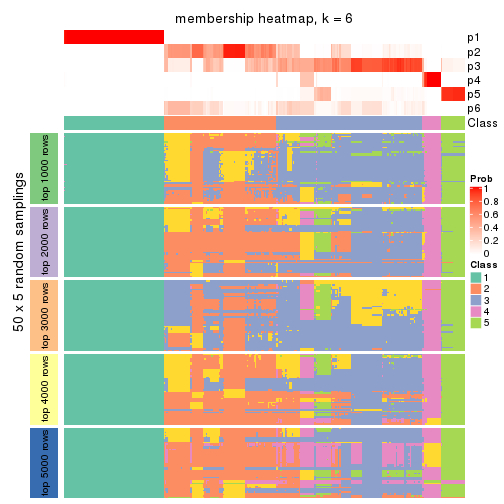 membership heatmap, k = 6
p1
p2
p3
p4
p5
p6
Class
50 x 5 random samplings
top 1000 rows
top 2000 rows
top 3000 rows
top 4000 rows
top 5000 rows
Prob
1
0.8
0.6
0.4
0.2
0
Class
1
2
3
4
5